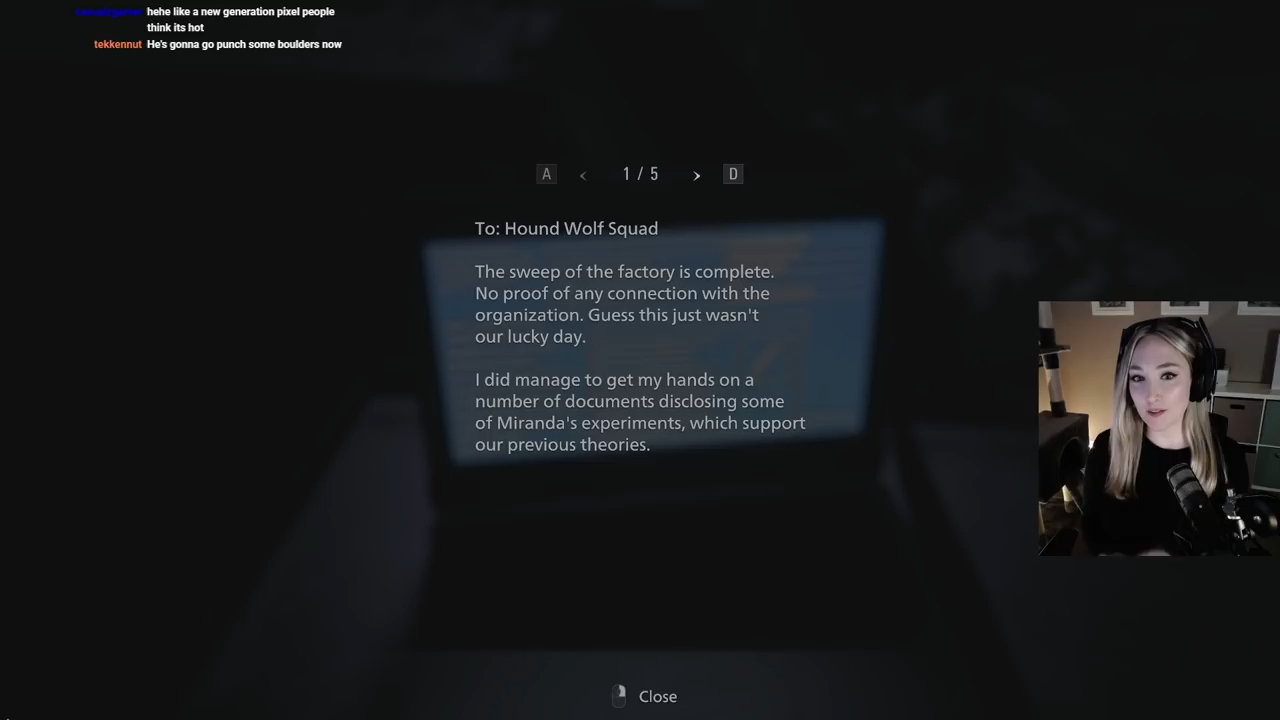 hehe like a new generation pixel people
think its hot
tekkennut He's gonna go punch some boulders now
A < 1 / 5 > D
To: Hound Wolf Squad
The sweep of the factory is complete.
No proof of any connection with the
organization. Guess this just wasn't
our lucky day.
I did manage to get my hands on a
number of documents disclosing some
of Miranda's experiments, which support
our previous theories.
Close